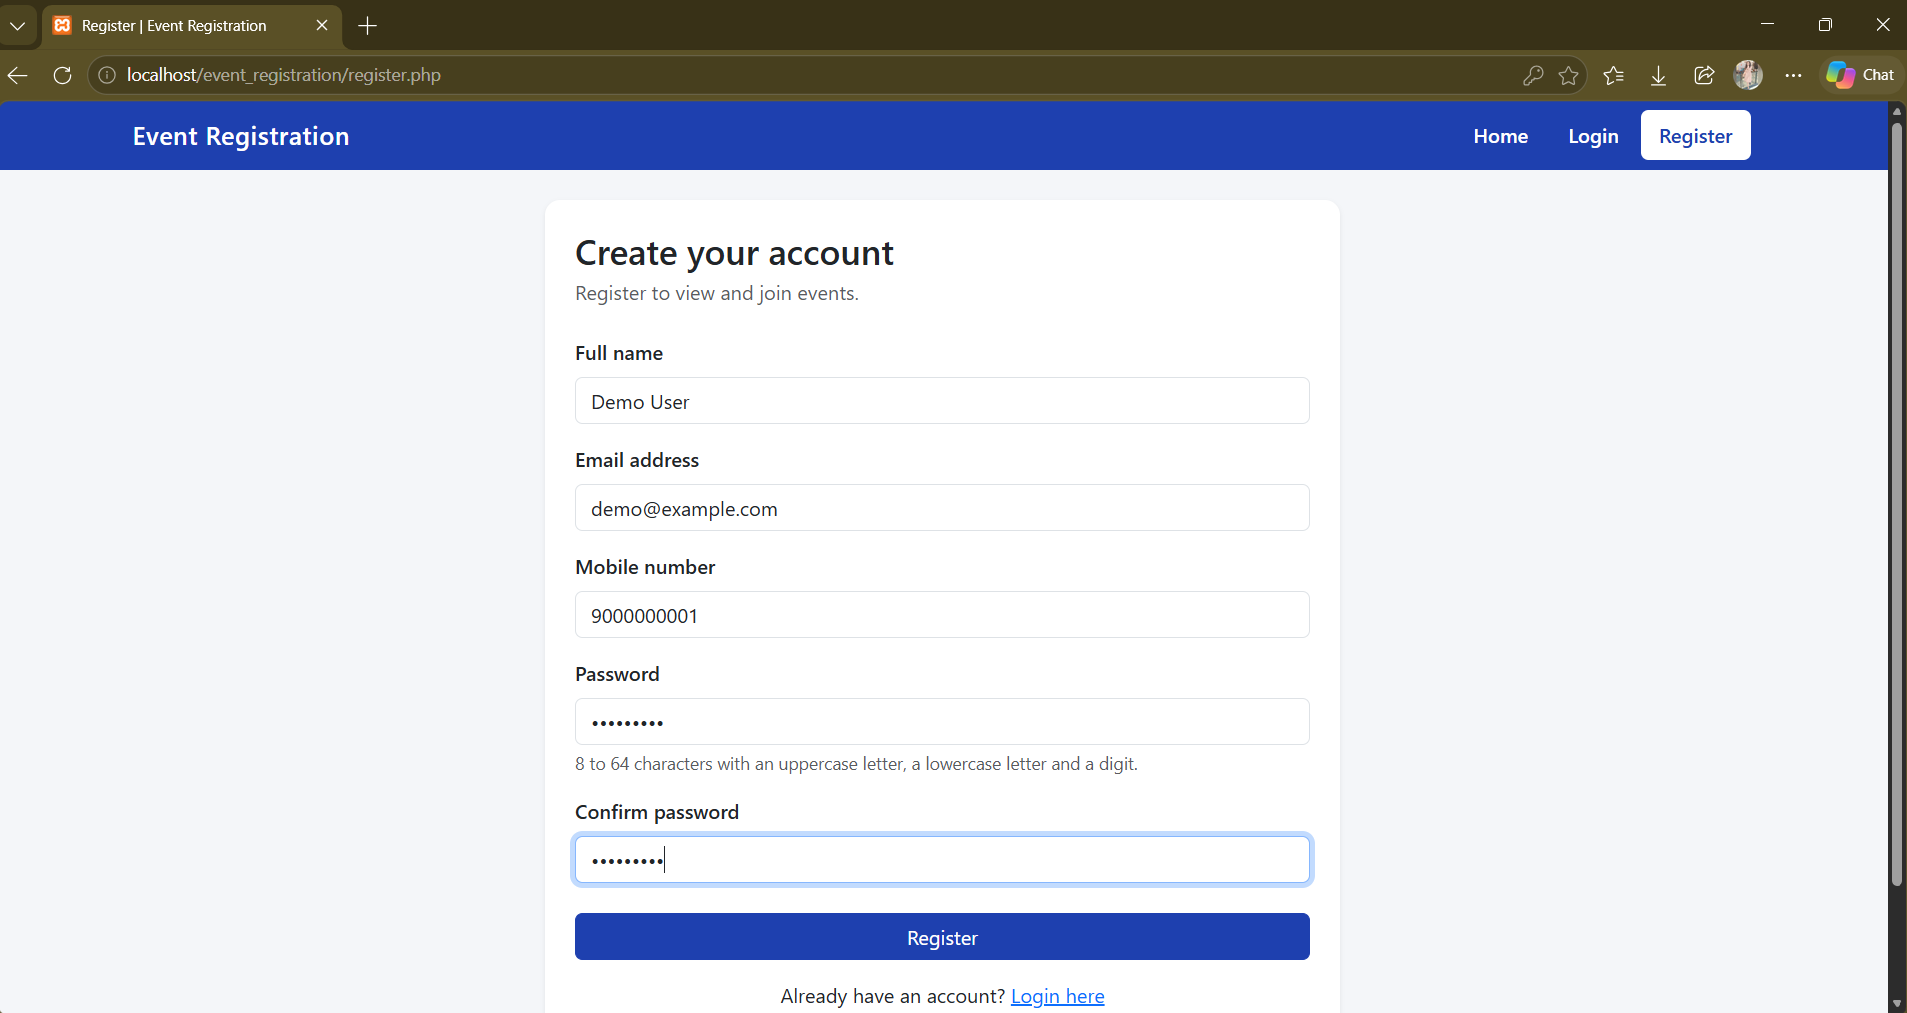 Register | Event Registration
localhost/event_registration/register.php
Chat
Event Registration
Home Login Register
Create your account
Register to view and join events.
Full name
Demo User
Email address
demo@example.com
Mobile number
9000000001
Password
•••••••••
8 to 64 characters with an uppercase letter, a lowercase letter and a digit.
Confirm password
•••••••••
Register
Already have an account? Login here